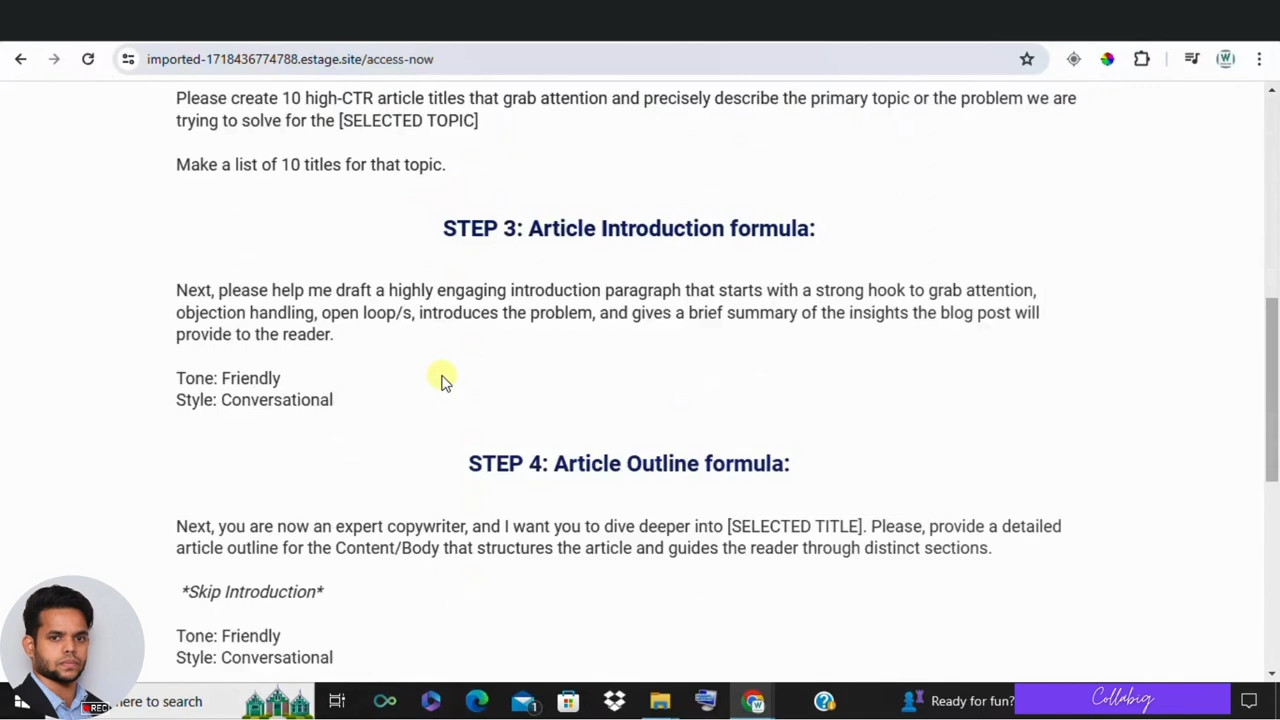 imported-1718436774788.estage.site/access-now
W
Please create 10 high-CTR article titles that grab attention and precisely describe the primary topic or the problem we are
trying to solve for the [SELECTED TOPIC]
Make a list of 10 titles for that topic.
STEP 3: Article Introduction formula:
Next, please help me draft a highly engaging introduction paragraph that starts with a strong hook to grab attention,
objection handling, open loop/s, introduces the problem, and gives a brief summary of the insights the blog post will
provide to the reader.
Tone: Friendly
Style: Conversational
STEP 4: Article Outline formula:
Next, you are now an expert copywriter, and I want you to dive deeper into [SELECTED TITLE]. Please, provide a detailed
article outline for the Content/Body that structures the article and guides the reader through distinct sections.
*Skip Introduction*
Tone: Friendly
Style: Conversational
REC
here to search
1
W
Ready for fun?
Collabig